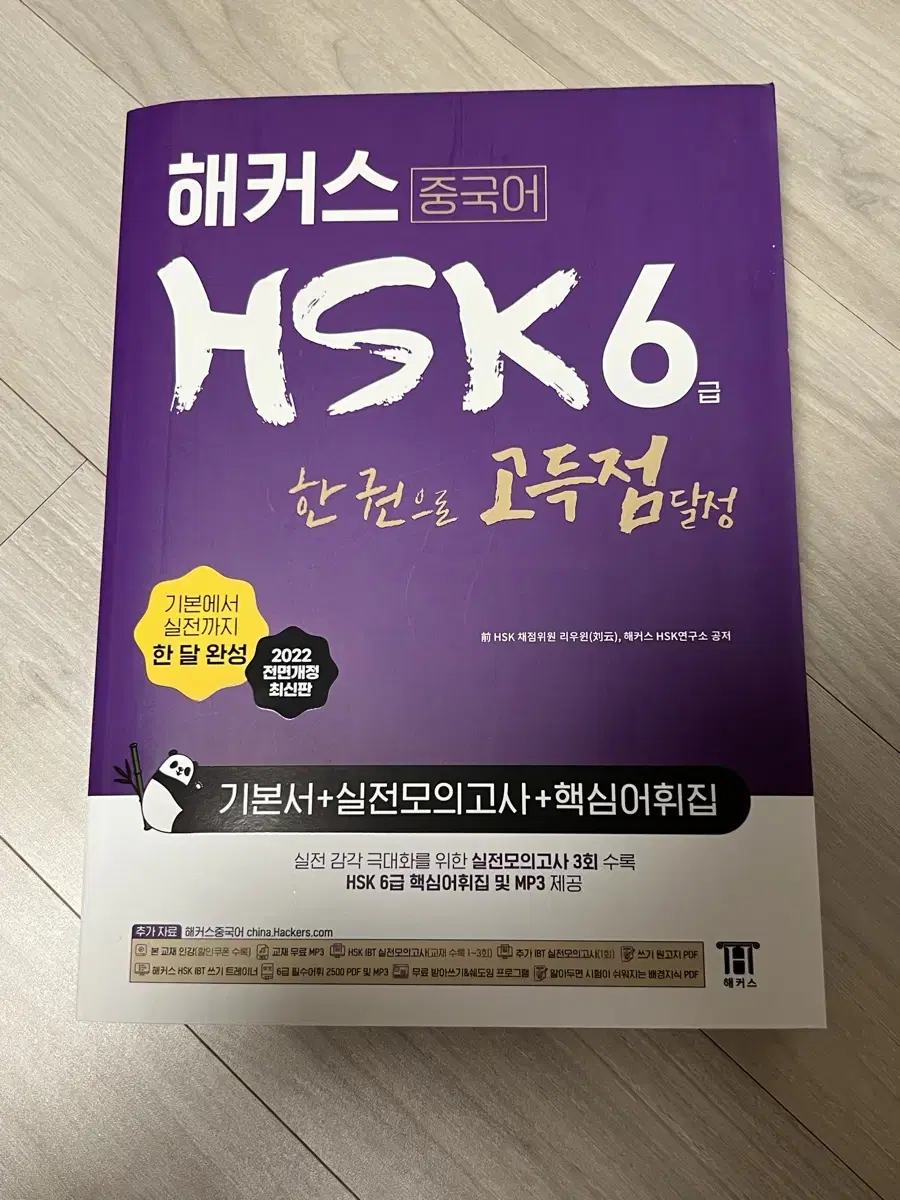 해커스 중국어
HSK 6급
한 권으로 고득점 달성
前 HSK 채점위원 리우윈(刘云), 해커스 HSK연구소 공저
기본에서
실전까지
한 달 완성
2022
전면개정
최신판
기본서+실전모의고사+핵심어휘집
실전 감각 극대화를 위한 실전모의고사 3회 수록
HSK 6급 핵심어휘집 및 MP3 제공
추가 자료 해커스중국어 china.Hackers.com
본 교재 인강(할인쿠폰 수록) 교재 무료 MP3 HSK IBT 실전모의고사(교재 수록 1~3회) 추가 IBT 실전모의고사(1회) 쓰기 원고지 PDF
해커스 HSK IBT 쓰기 트레이너 6급 필수어휘 2500 PDF 및 MP3 무료 받아쓰기&쉐도잉 프로그램 알아두면 시험이 쉬워지는 배경지식 PDF
해커스